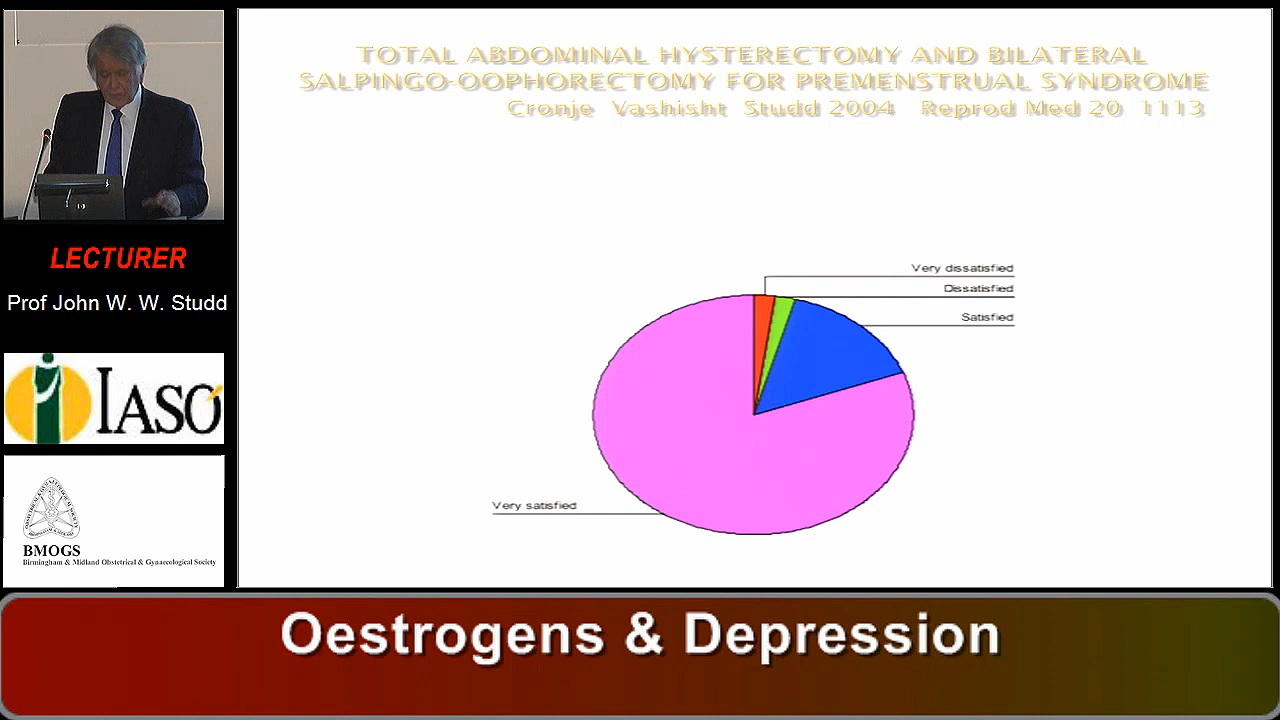 TOTAL ABDOMINAL HYSTERECTOMY AND BILATERAL
SALPINGO-OOPHORECTOMY FOR PREMENSTRUAL SYNDROME
Cronje Vashisht Studd 2004 Reprod Med 20 1113
LECTURER
Prof John W. W. Studd
IASO
BMOGS
Birmingham & Midland Obstetrical & Gynaecological Society
Very dissatisfied
Dissatisfied
Satisfied
Very satisfied
Oestrogens & Depression